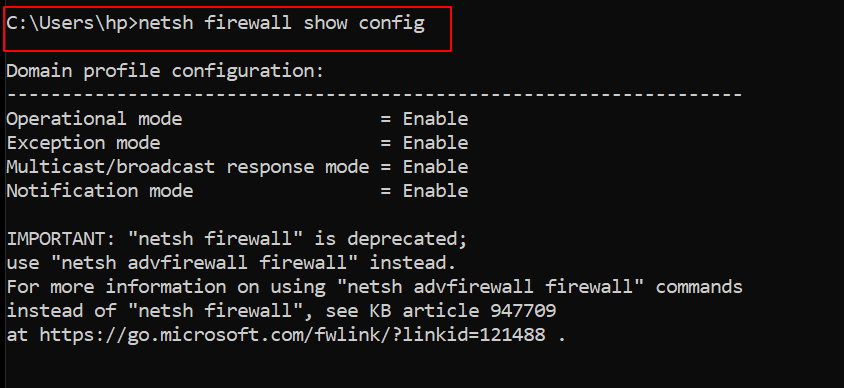 C:\Users\hp>netsh firewall show config
Domain profile configuration:
-------------------------------------------------------------------
Operational mode                  = Enable
Exception mode                    = Enable
Multicast/broadcast response mode = Enable
Notification mode                 = Enable
IMPORTANT: "netsh firewall" is deprecated;
use "netsh advfirewall firewall" instead.
For more information on using "netsh advfirewall firewall" commands
instead of "netsh firewall", see KB article 947709
at https://go.microsoft.com/fwlink/?linkid=121488 .